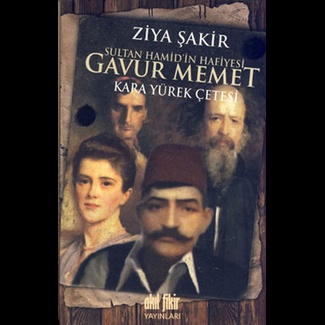 ZİYA ŞAKİR
SULTAN HAMİD'İN HAFİYESİ
GAVUR MEMET
KARA YÜREK ÇETESİ
akıl fikir
YAYINLARI